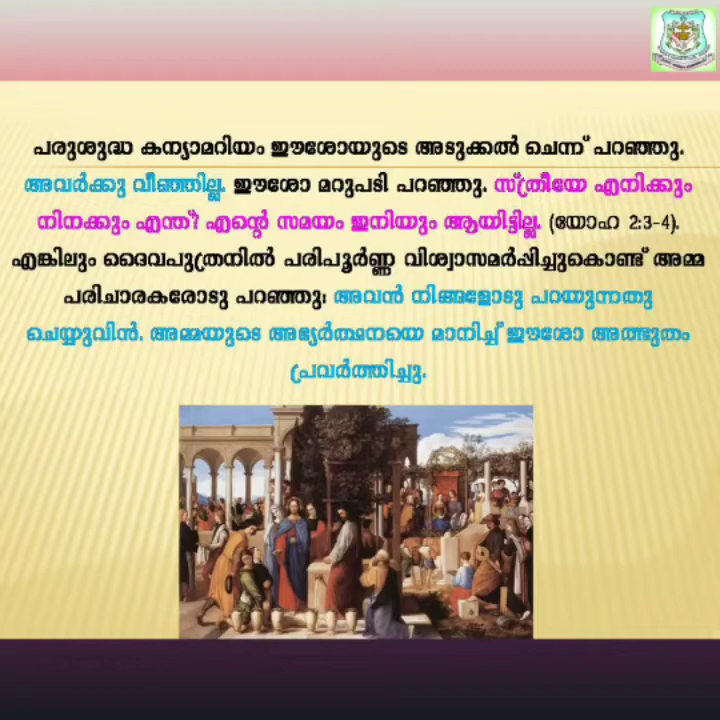 പരുശുദ്ധ കന്യാമറിയം ഈശോയുടെ അടുക്കൽ ചെന്ന് പറഞ്ഞു.
അവർക്കു വീഞ്ഞില്ല. ഈശോ മറുപടി പറഞ്ഞു. സ്ത്രീയേ എനിക്കും
നിനക്കും എന്ത്? എന്റെ സമയം ഇനിയും ആയിട്ടില്ല. (യോഹ 2:3-4).
എങ്കിലും ദൈവപുത്രനിൽ പരിപൂർണ്ണ വിശ്വാസമർപ്പിച്ചുകൊണ്ട് അമ്മ
പരിചാരകരോടു പറഞ്ഞു: അവൻ നിങ്ങളോടു പറയുന്നതു
ചെയ്യുവിൻ. അമ്മയുടെ അഭ്യർത്ഥനയെ മാനിച്ച് ഈശോ അത്ഭുതം
പ്രവർത്തിച്ചു.